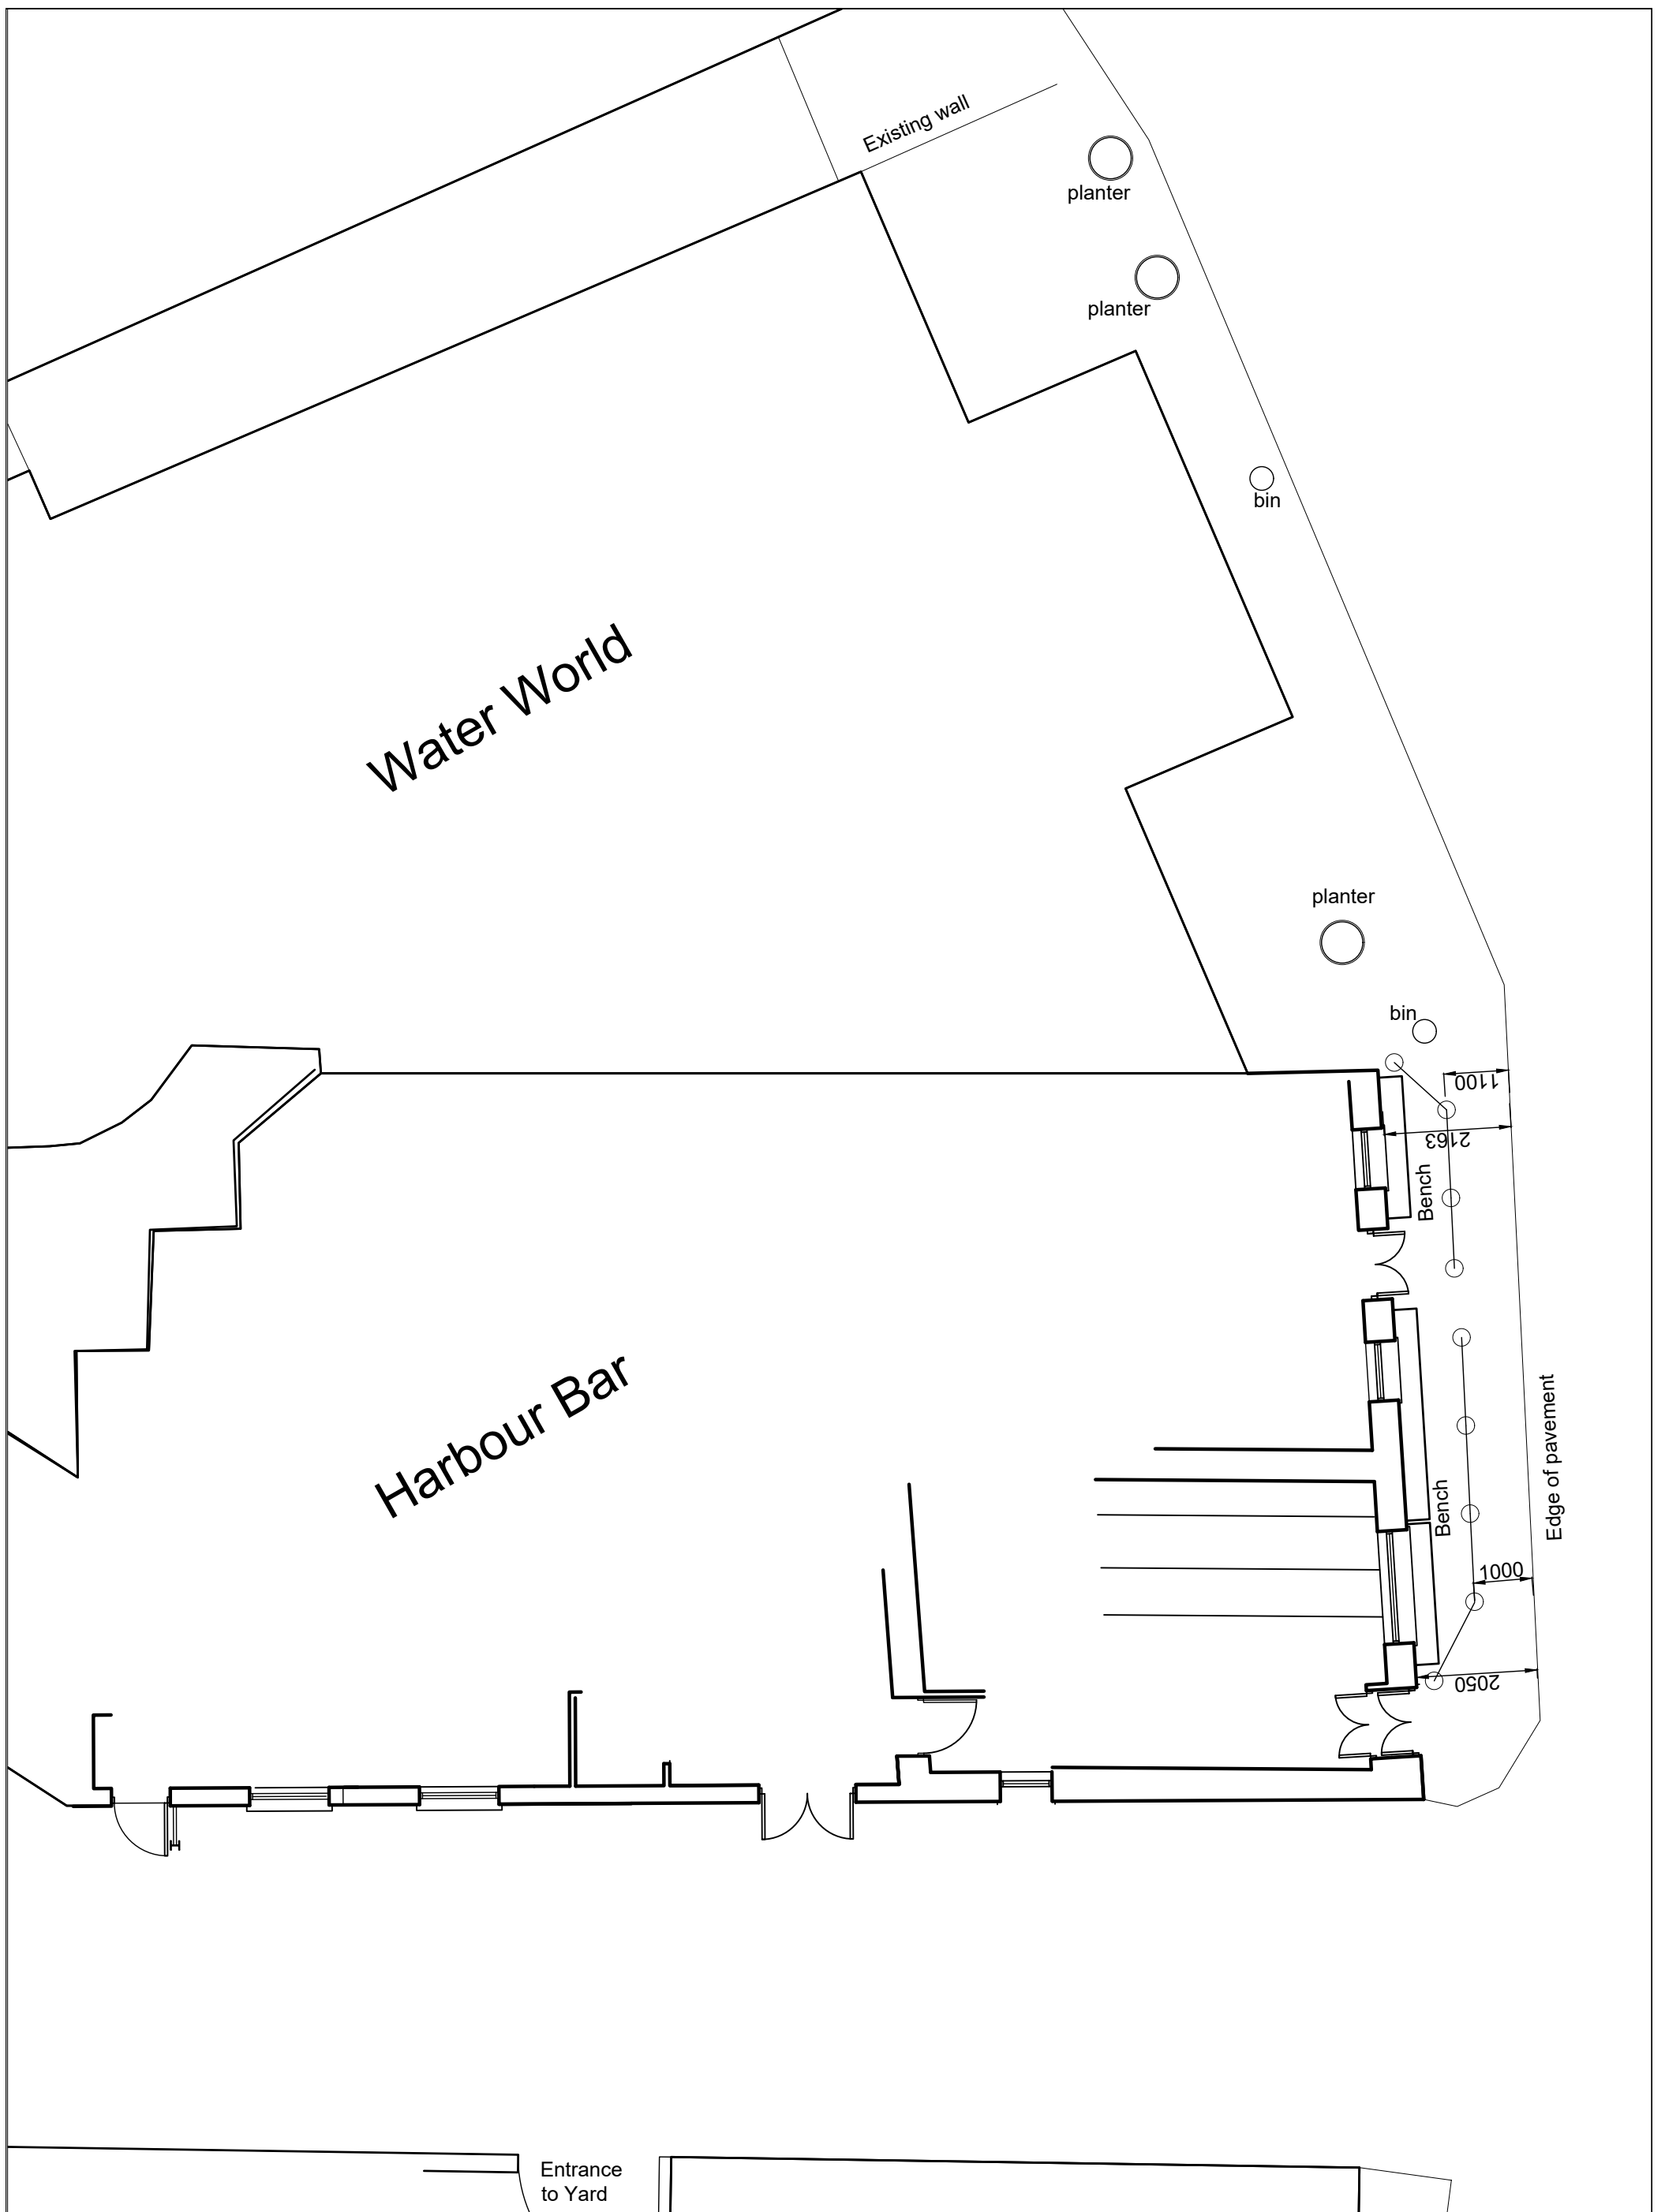 Existing wall
planter
planter
bin
Water World
planter
bin
1100
2163
Bench
Harbour Bar
Edge of pavement
Bench
1000
2050
Entrance
to Yard